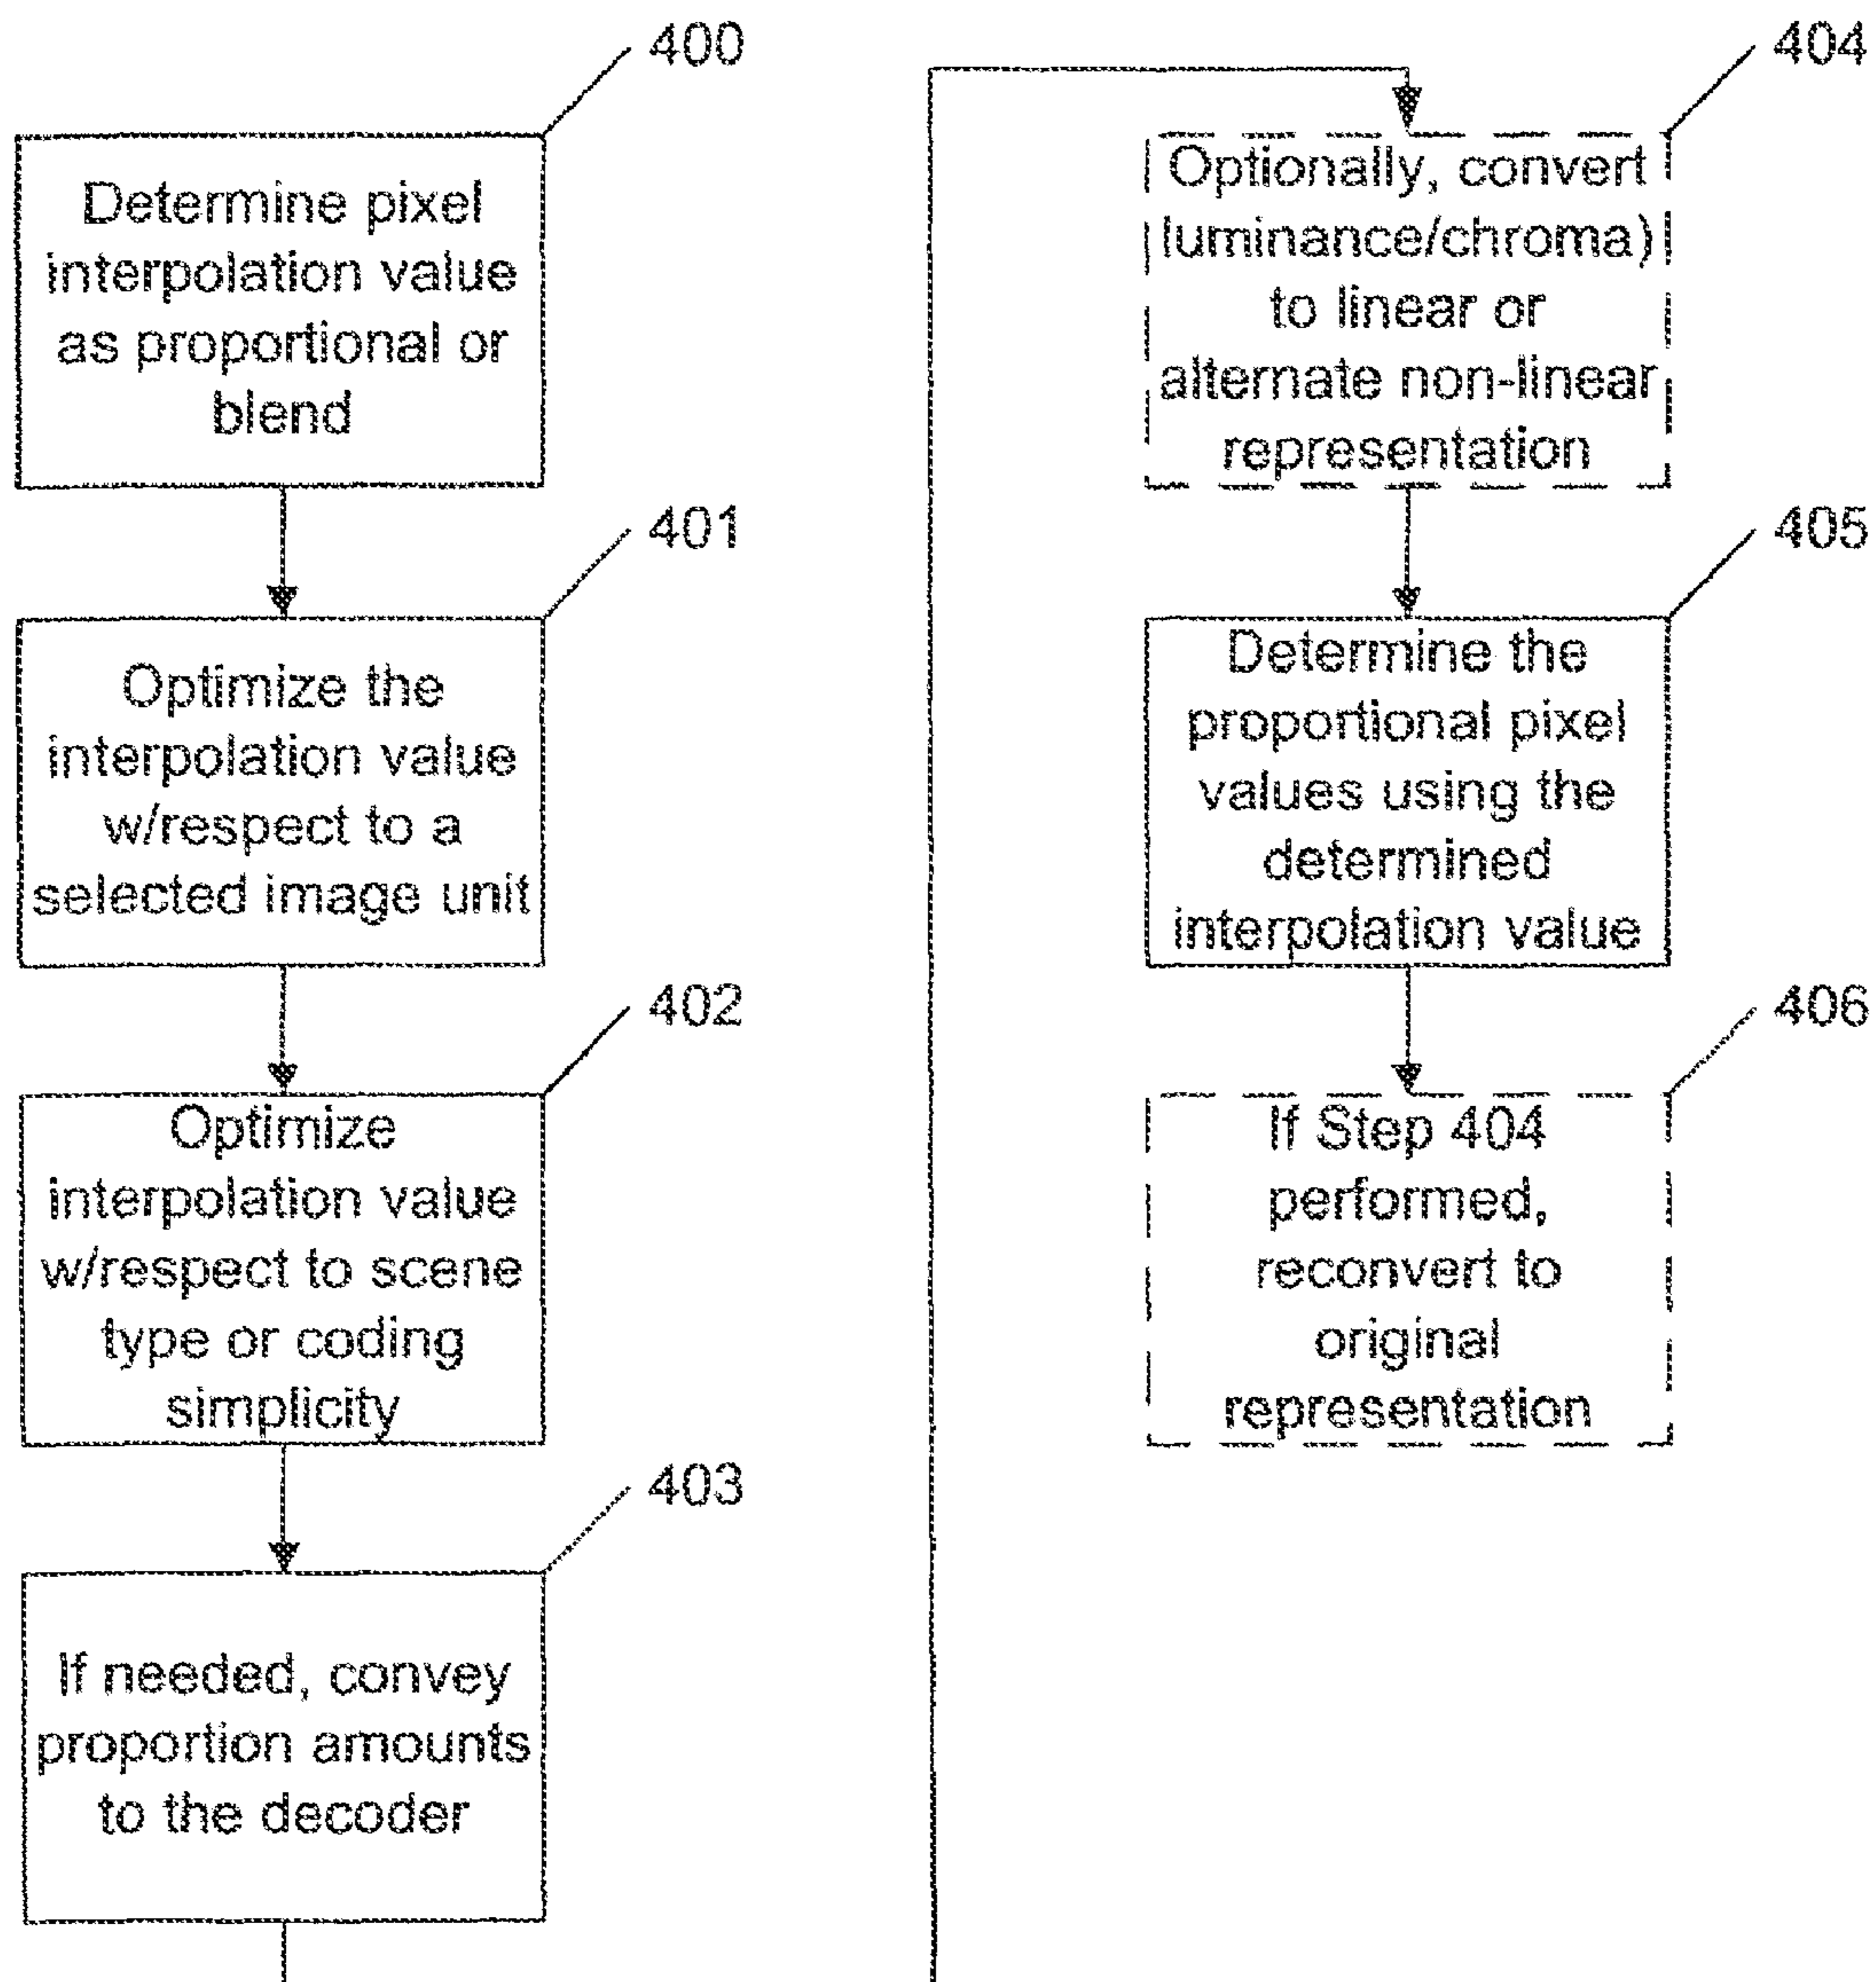 400
Determine pixel
interpolation value
as proportional or
blend
401
Optimize the
interpolation value
w/respect to a
selected image unit
402
Optimize
interpolation value
w/respect to scene
type or coding
simplicity
403
If needed, convey
proportion amounts
to the decoder
404
Optionally, convert
luminance/chroma)
to linear or
alternate non-linear
representation
405
Determine the
proportional pixel
values using the
determined
interpolation value
406
If Step 404
performed,
reconvert to
original
representation